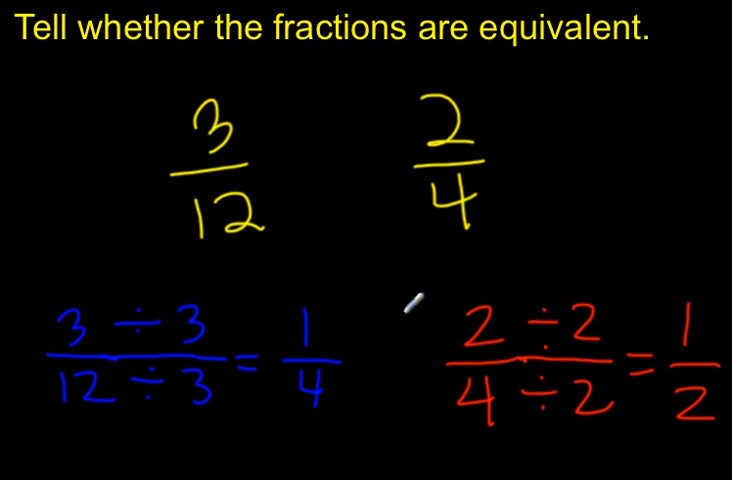 Tell whether the fractions are equivalent.
3/12 2/4
3 ÷ 3 / 12 ÷ 3 = 1/4
2 ÷ 2 / 4 ÷ 2 = 1/2